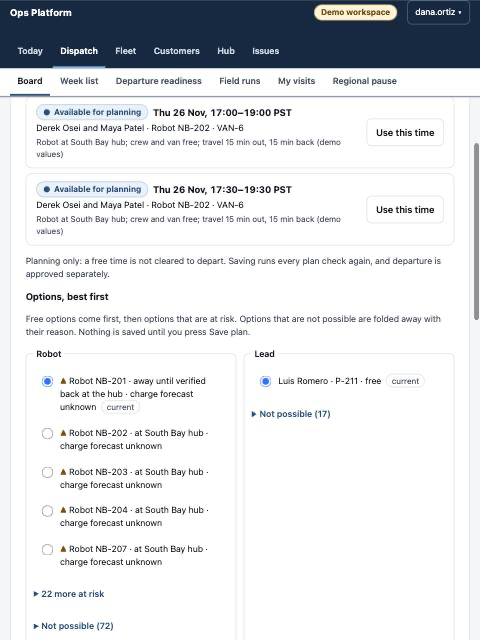 Ops Platform
Demo workspace
dana.ortiz ▾
Today
Dispatch
Fleet
Customers
Hub
Issues
Board
Week list
Departure readiness
Field runs
My visits
Regional pause
Available for planning Thu 26 Nov, 17:00–19:00 PST
Derek Osei and Maya Patel · Robot NB-202 · VAN-6
Robot at South Bay hub; crew and van free; travel 15 min out, 15 min back (demo
values)
Use this time
Available for planning Thu 26 Nov, 17:30–19:30 PST
Derek Osei and Maya Patel · Robot NB-202 · VAN-6
Robot at South Bay hub; crew and van free; travel 15 min out, 15 min back (demo
values)
Use this time
Planning only: a free time is not cleared to depart. Saving runs every plan check again, and departure is
approved separately.
Options, best first
Free options come first, then options that are at risk. Options that are not possible are folded away with
their reason. Nothing is saved until you press Save plan.
Robot
▲ Robot NB-201 · away until verified
back at the hub · charge forecast
unknown current
▲ Robot NB-202 · at South Bay hub ·
charge forecast unknown
▲ Robot NB-203 · at South Bay hub ·
charge forecast unknown
▲ Robot NB-204 · at South Bay hub ·
charge forecast unknown
▲ Robot NB-207 · at South Bay hub ·
charge forecast unknown
▶ 22 more at risk
▶ Not possible (72)
Lead
Luis Romero · P-211 · free current
▶ Not possible (17)